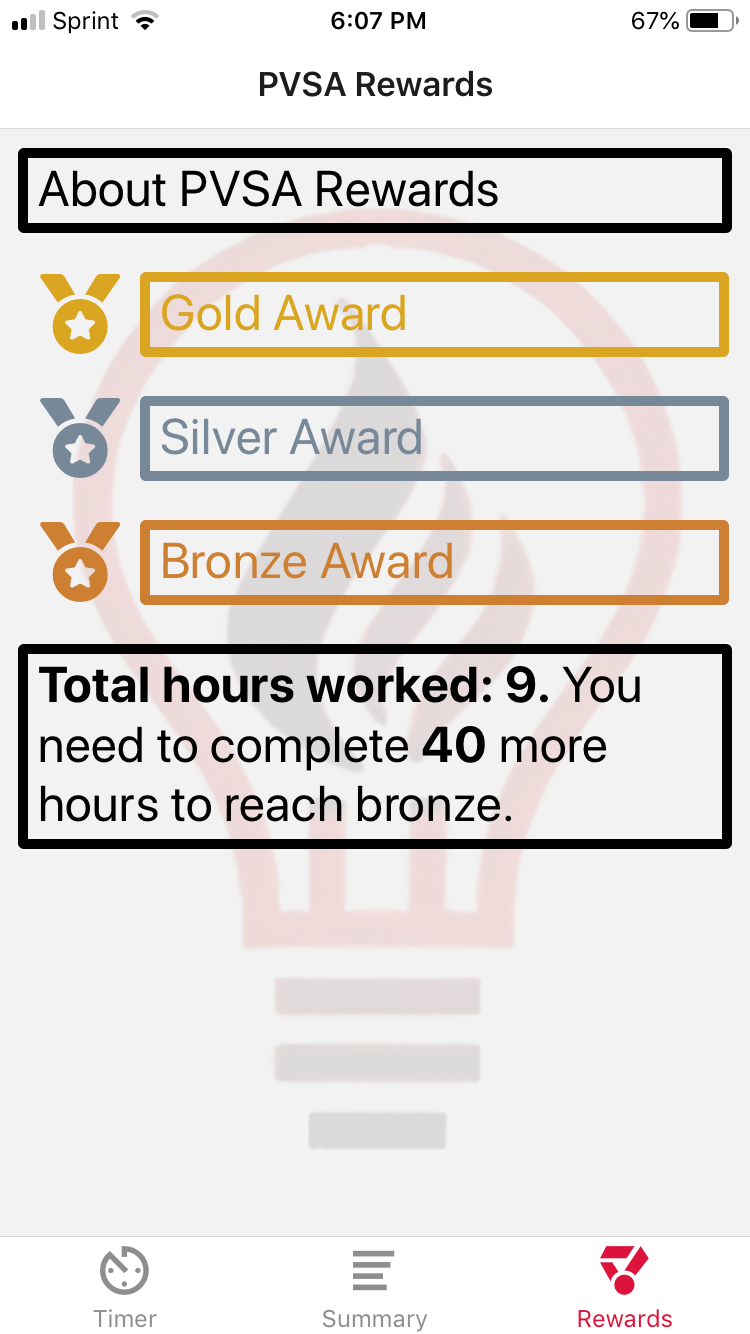 Sprint 6:07 PM 67%
PVSA Rewards
About PVSA Rewards
Gold Award
Silver Award
Bronze Award
Total hours worked: 9. You
need to complete 40 more
hours to reach bronze.
Timer Summary Rewards